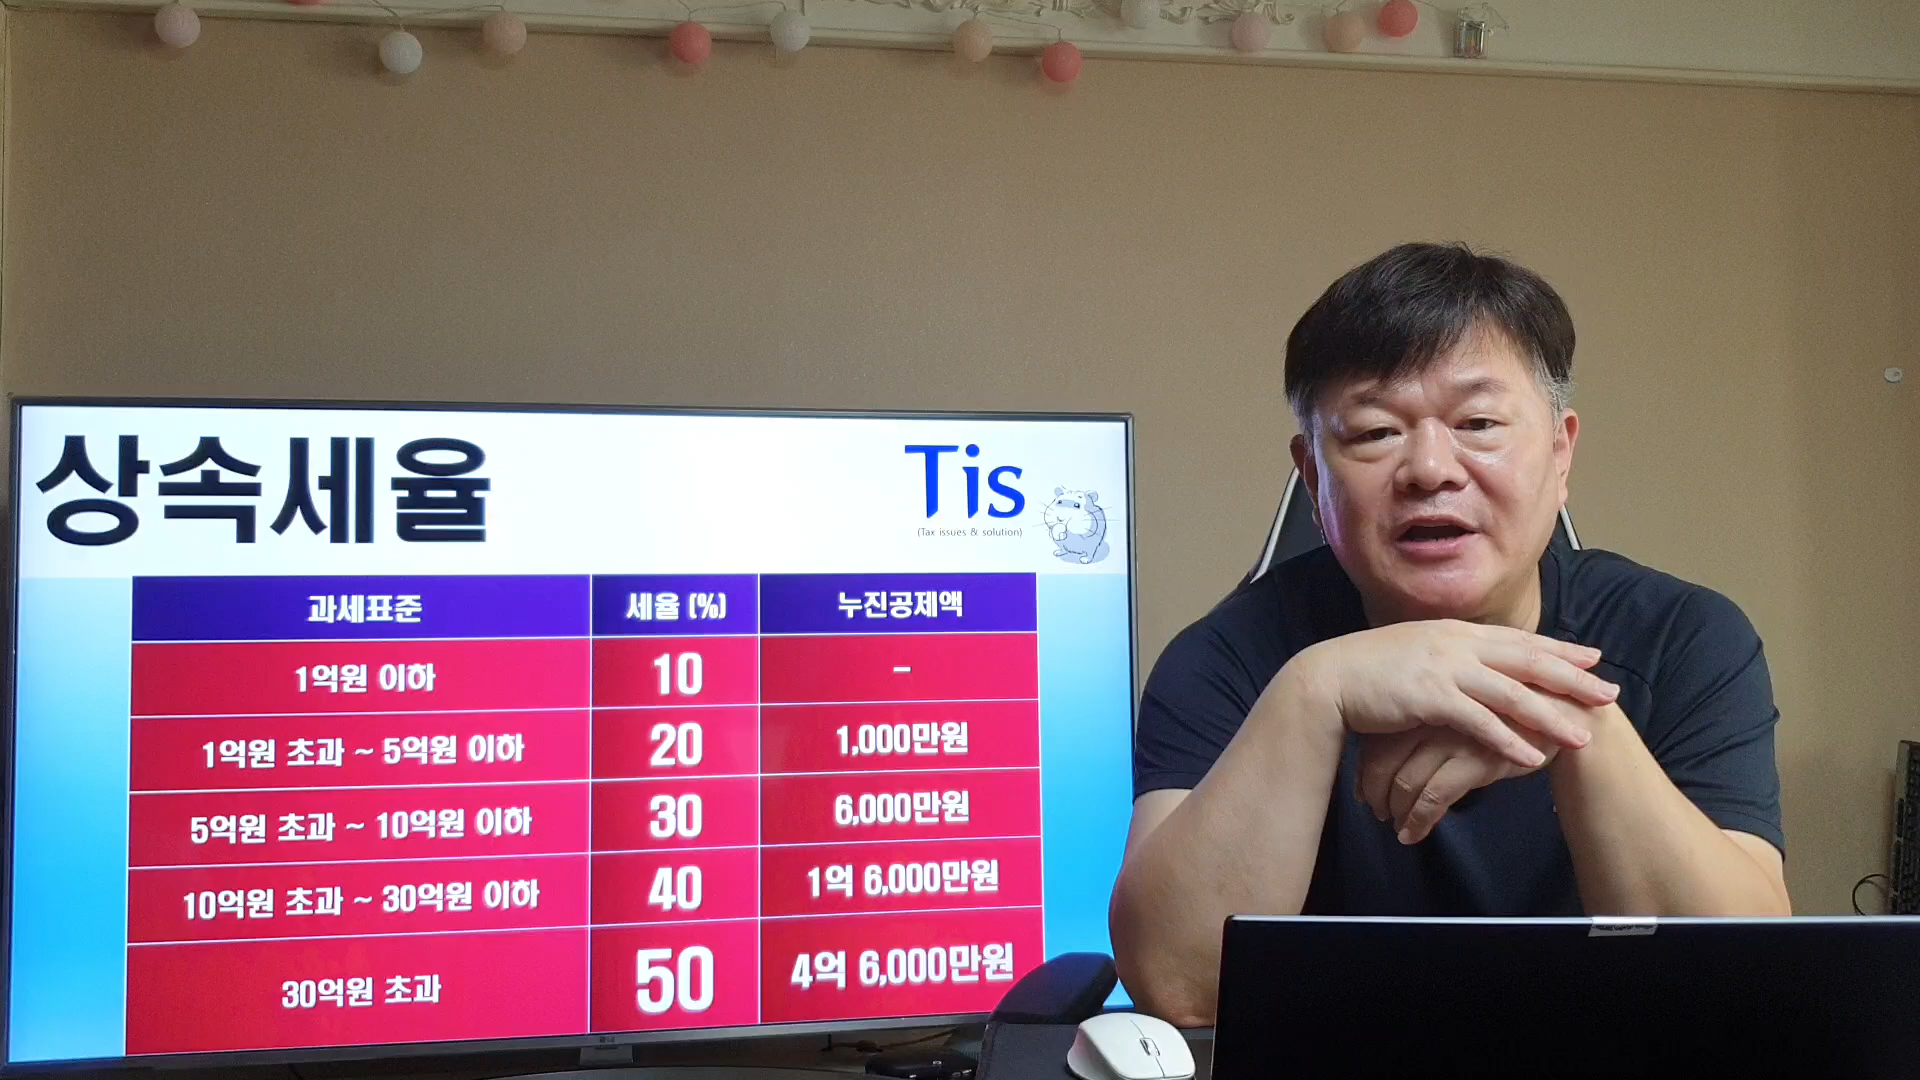 상속세율
Tis
(Tax issues & solution)
과세표준 세율 (%) 누진공제액
1억원 이하 10 -
1억원 초과 ~ 5억원 이하 20 1,000만원
5억원 초과 ~ 10억원 이하 30 6,000만원
10억원 초과 ~ 30억원 이하 40 1억 6,000만원
30억원 초과 50 4억 6,000만원
LG